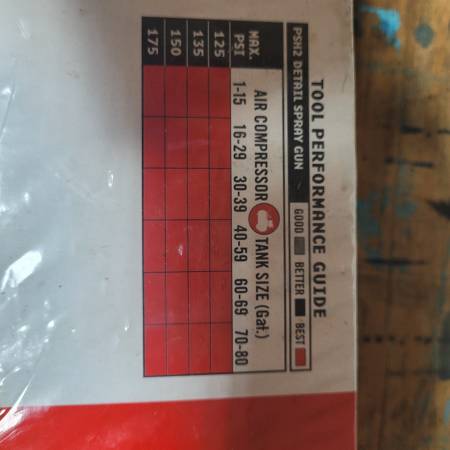 TOOL PERFORMANCE GUIDE
PSH2 DETAIL SPRAY GUN GOOD BETTER BEST
MAX. PSI AIR COMPRESSOR TANK SIZE (Gal.)
1-15 16-29 30-39 40-59 60-69 70-80
125
135
150
175